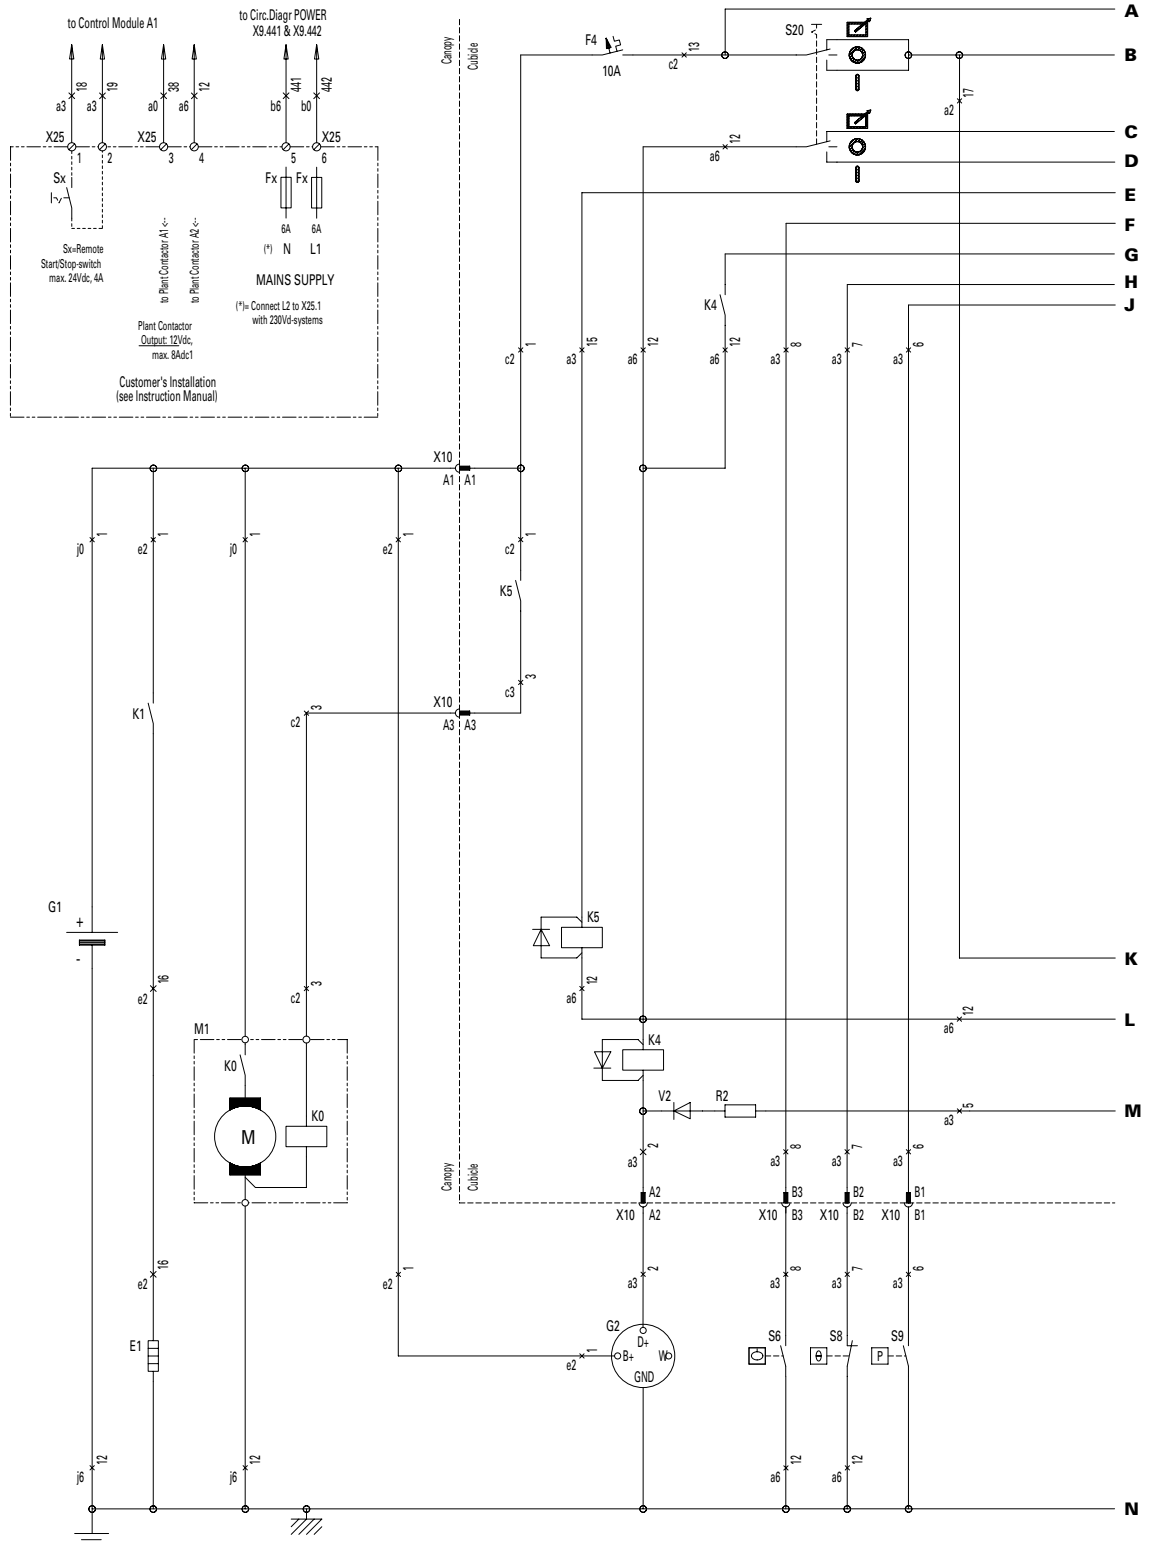 to Control Module A1
to Circ.Diagr POWER
X9.441 & X9.442
a3 18
a3 19
a0 38
a6 12
b6 441
b0 442
X25
X25
X25
1
2
3
4
5
6
Sx
Fx
Fx
6A
6A
(*)
N
L1
Sx=Remote
Start/Stop-switch
max. 24Vdc, 4A
to Plant Contactor A1 <--
to Plant Contactor A2 <--
MAINS SUPPLY
(*)= Connect L2 to X25.1
with 230Vd-systems
Plant Contactor
Output: 12Vdc,
max. 8Adc1
Customer's Installation
(see Instruction Manual)
Canopy
Cubicle
F4
10A
c2 13
S20
A
B
a2 17
a6 12
C
D
E
F
G
H
J
K4
c2 1
a3 15
a6 12
a6 12
a3 8
a3 7
a3 6
X10
A1 A1
j0 1
e2 1
j0 1
e2 1
c2 1
K5
c3 3
X10
A3 A3
K1
c2 3
G1
+
-
K5
a6 12
K
e2 16
c2 3
a6 12
L
M1
K0
K0
M
K4
V2
R2
a3 5
M
a3 2
a3 8
a3 7
a3 6
Canopy
Cubicle
A2
B3
B2
B1
X10 A2
X10 B3
X10 B2
X10 B1
e2 16
e2 1
a3 2
a3 8
a3 7
a3 6
E1
G2
D+
B+
W
GND
e2 1
S6
S8
θ
S9
P
j6 12
j6 12
a6 12
a6 12
N